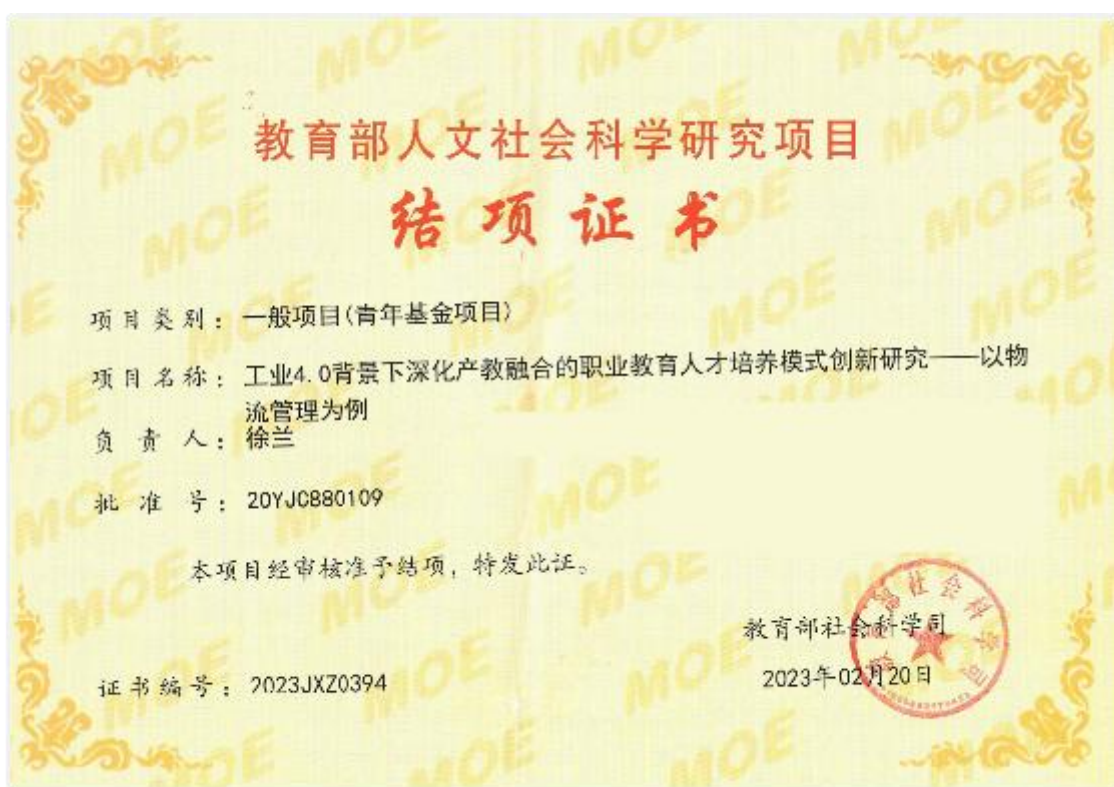 教育部人文社会科学研究项目
结项证书
项目类别：一般项目(青年基金项目)
项目名称：工业4.0背景下深化产教融合的职业教育人才培养模式创新研究——以物
流管理为例
负责人：徐兰
批准号：20YJC880109
本项目经审核准予结项，特发此证。
教育部社会科学司
2023年02月20日
证书编号：2023JXZ0394
MOE